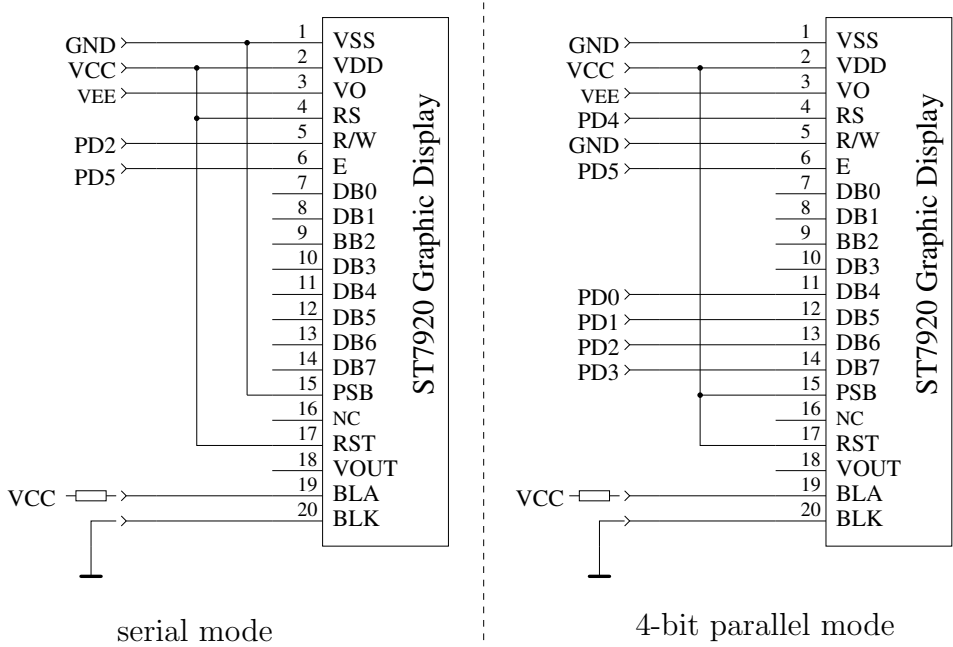 GND 1 VSS
VCC 2 VDD
VEE 3 VO
4 RS
PD2 5 R/W
PD5 6 E
7 DB0
8 DB1
9 BB2
10 DB3
11 DB4
12 DB5
13 DB6
14 DB7
15 PSB
16 NC
17 RST
18 VOUT
VCC 19 BLA
20 BLK
ST7920 Graphic Display
serial mode
GND 1 VSS
VCC 2 VDD
VEE 3 VO
PD4 4 RS
GND 5 R/W
PD5 6 E
7 DB0
8 DB1
9 BB2
10 DB3
PD0 11 DB4
PD1 12 DB5
PD2 13 DB6
PD3 14 DB7
15 PSB
16 NC
17 RST
18 VOUT
VCC 19 BLA
20 BLK
ST7920 Graphic Display
4-bit parallel mode